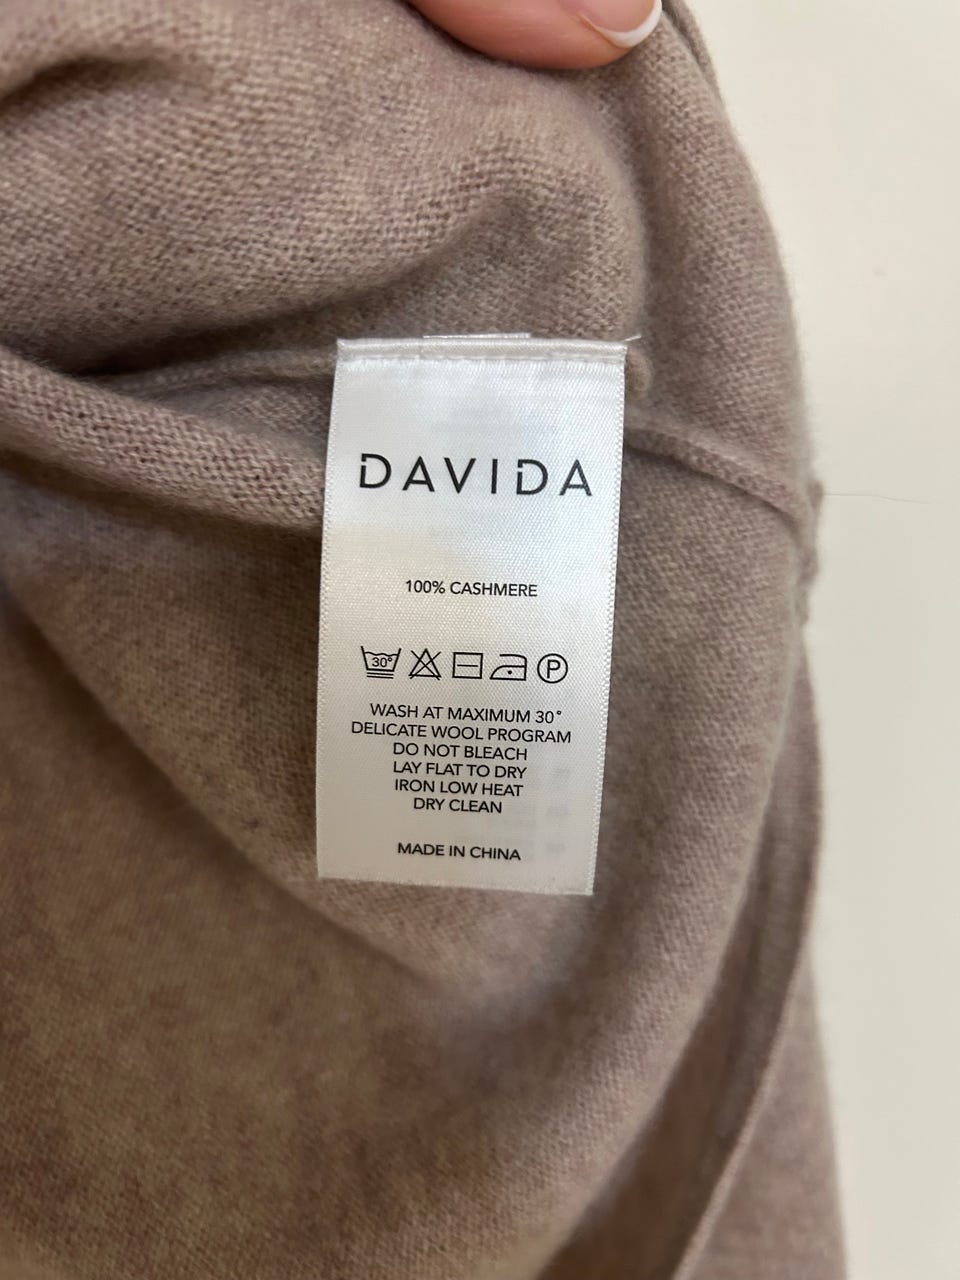 DAVIDA
100% CASHMERE
30° P
WASH AT MAXIMUM 30°
DELICATE WOOL PROGRAM
DO NOT BLEACH
LAY FLAT TO DRY
IRON LOW HEAT
DRY CLEAN
MADE IN CHINA